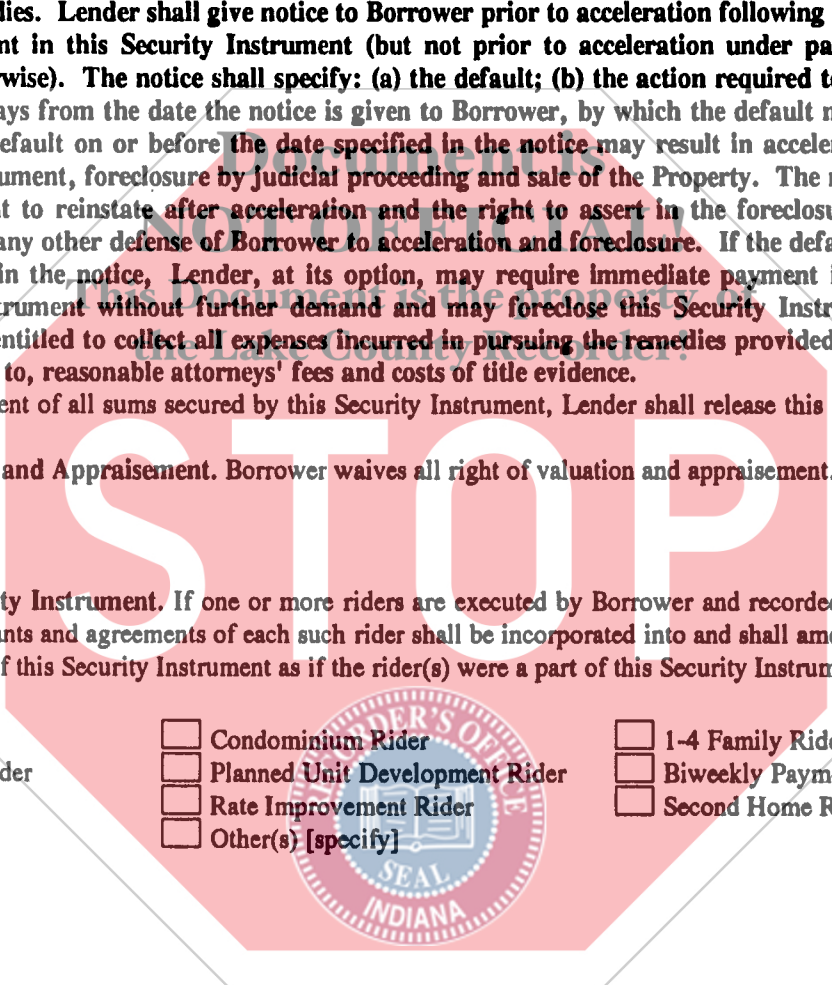 dies. Lender shall give notice to Borrower prior to acceleration following
nt in this Security Instrument (but not prior to acceleration under pa
rwise). The notice shall specify: (a) the default; (b) the action required to
ays from the date the notice is given to Borrower, by which the default m
default on or before the date specified in the notice may result in acceler
ument, foreclosure by judicial proceeding and sale of the Property. The n
t to reinstate after acceleration and the right to assert in the foreclosu
any other defense of Borrower to acceleration and foreclosure. If the defa
in the notice, Lender, at its option, may require immediate payment i
trument without further demand and may foreclose this Security Instr
entitled to collect all expenses incurred in pursuing the remedies provided
to, reasonable attorneys' fees and costs of title evidence.
ent of all sums secured by this Security Instrument, Lender shall release this
and Appraisement. Borrower waives all right of valuation and appraisement.
ty Instrument. If one or more riders are executed by Borrower and recorded
ants and agreements of each such rider shall be incorporated into and shall ame
f this Security Instrument as if the rider(s) were a part of this Security Instrum
Condominium Rider 1-4 Family Ride
der Planned Unit Development Rider Biweekly Paym
Rate Improvement Rider Second Home R
Other(s) [specify]
Document is
NOT OFFICIAL!
This Document is the property of
the Lake County Recorder!
STOP
RECORDER'S OFFICE
SEAL
INDIANA